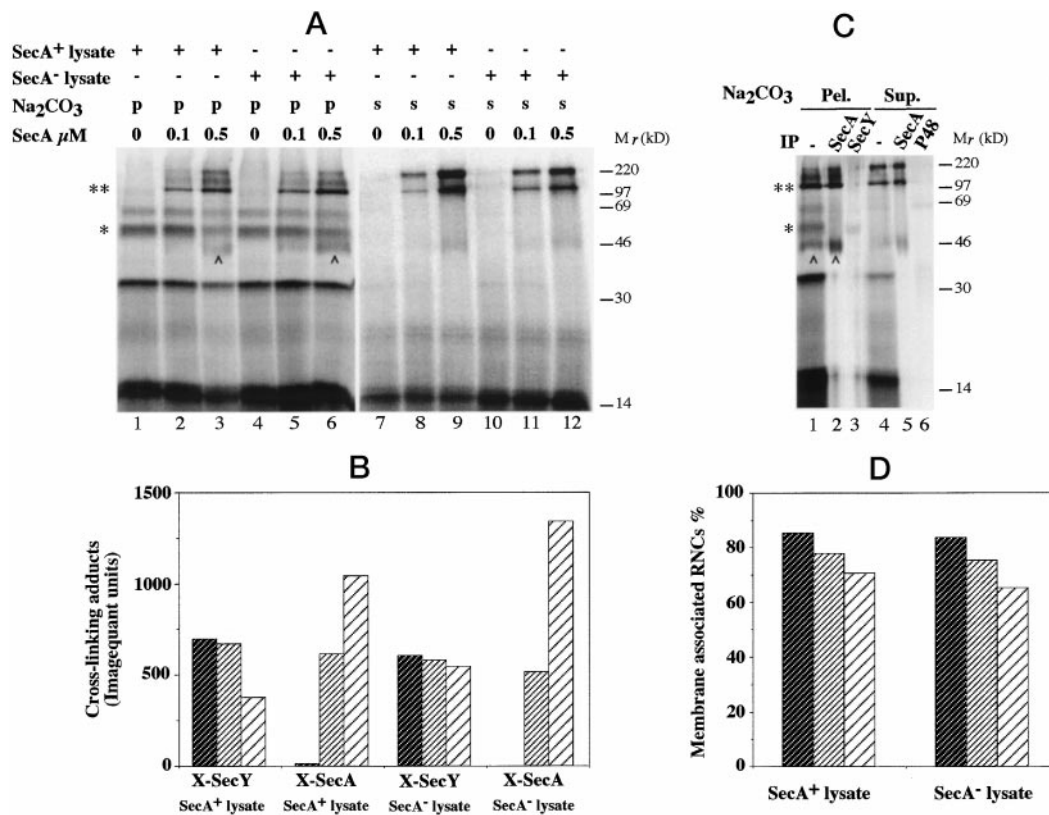 A
SecA+ lysate + + + - - - + + + - - -
SecA- lysate - - - + + + - - - + + +
Na2CO3 p p p p p p s s s s s s
SecA µM 0 0.1 0.5 0 0.1 0.5 0 0.1 0.5 0 0.1 0.5 Mr (kD)
220
** 97
69
* 46
^ ^
30
14
1 2 3 4 5 6 7 8 9 10 11 12
C
Na2CO3 Pel. Sup.
IP - SecA SecY - SecA P48 Mr (kD)
220
** 97
69
* 46
^ ^
30
14
1 2 3 4 5 6
B
Cross-linking adducts
(Imagequant units)
1500
1000
500
0
X-SecY X-SecA X-SecY X-SecA
SecA+ lysate SecA+ lysate SecA- lysate SecA- lysate
D
Membrane associated RNCs %
100
80
60
40
20
0
SecA+ lysate SecA- lysate